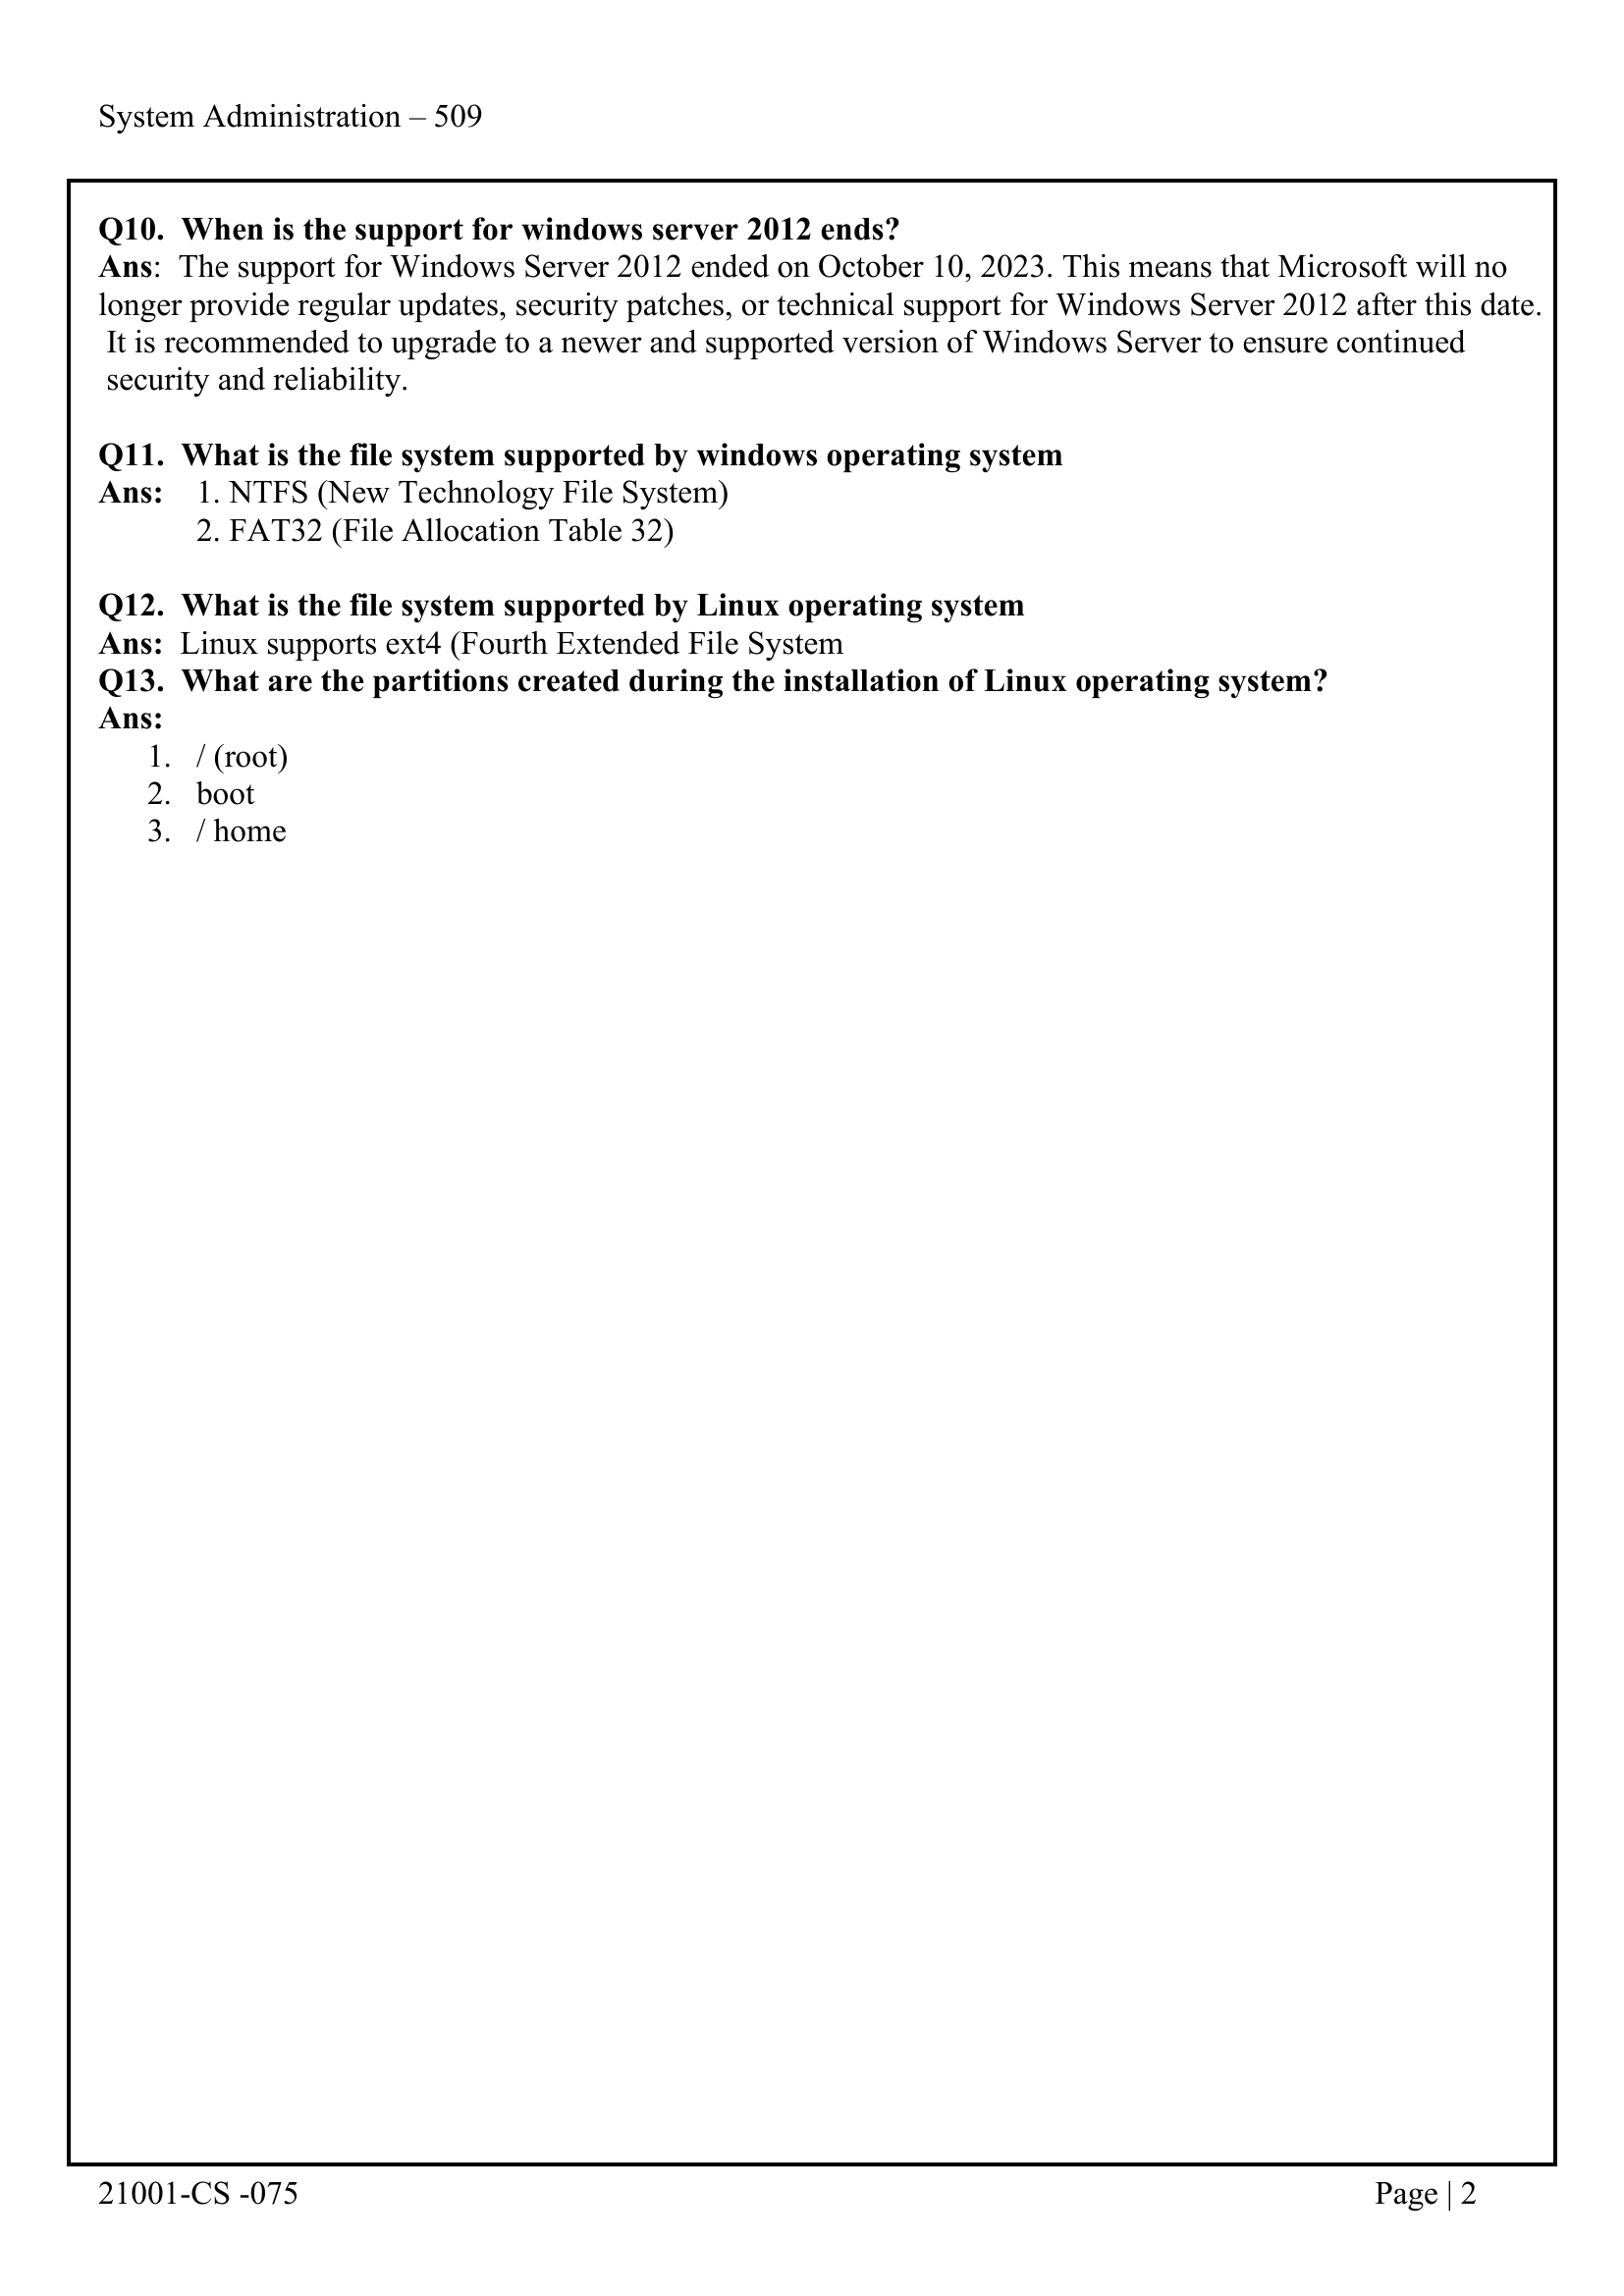 System Administration – 509
Q10. When is the support for windows server 2012 ends?
Ans: The support for Windows Server 2012 ended on October 10, 2023. This means that Microsoft will no
longer provide regular updates, security patches, or technical support for Windows Server 2012 after this date.
It is recommended to upgrade to a newer and supported version of Windows Server to ensure continued
security and reliability.
Q11. What is the file system supported by windows operating system
Ans: 1. NTFS (New Technology File System)
2. FAT32 (File Allocation Table 32)
Q12. What is the file system supported by Linux operating system
Ans: Linux supports ext4 (Fourth Extended File System
Q13. What are the partitions created during the installation of Linux operating system?
Ans:
1. / (root)
2. boot
3. / home
21001-CS -075 Page | 2